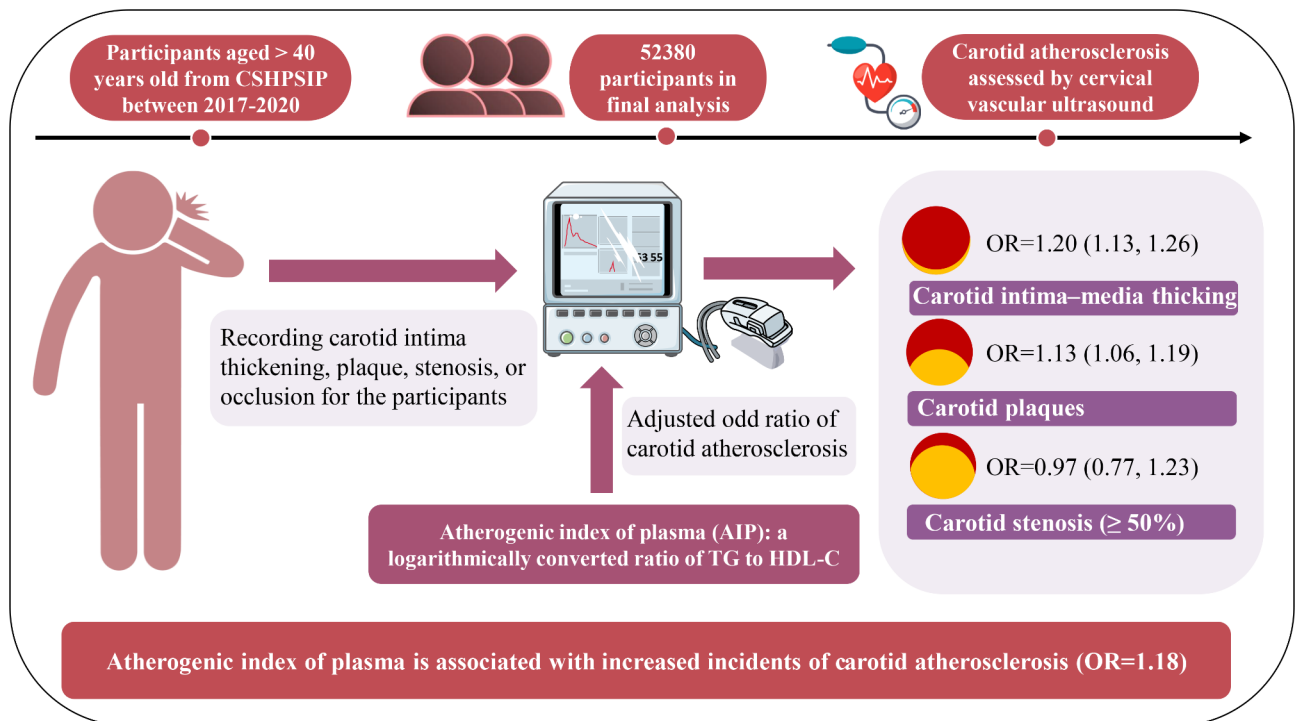 Participants aged > 40
years old from CSHPSIP
between 2017-2020
52380
participants in
final analysis
Carotid atherosclerosis
assessed by cervical
vascular ultrasound
Recording carotid intima
thickening, plaque, stenosis, or
occlusion for the participants
53 55
Adjusted odd ratio of
carotid atherosclerosis
Atherogenic index of plasma (AIP): a
logarithmically converted ratio of TG to HDL-C
OR=1.20 (1.13, 1.26)
Carotid intima–media thicking
OR=1.13 (1.06, 1.19)
Carotid plaques
OR=0.97 (0.77, 1.23)
Carotid stenosis (≥ 50%)
Atherogenic index of plasma is associated with increased incidents of carotid atherosclerosis (OR=1.18)